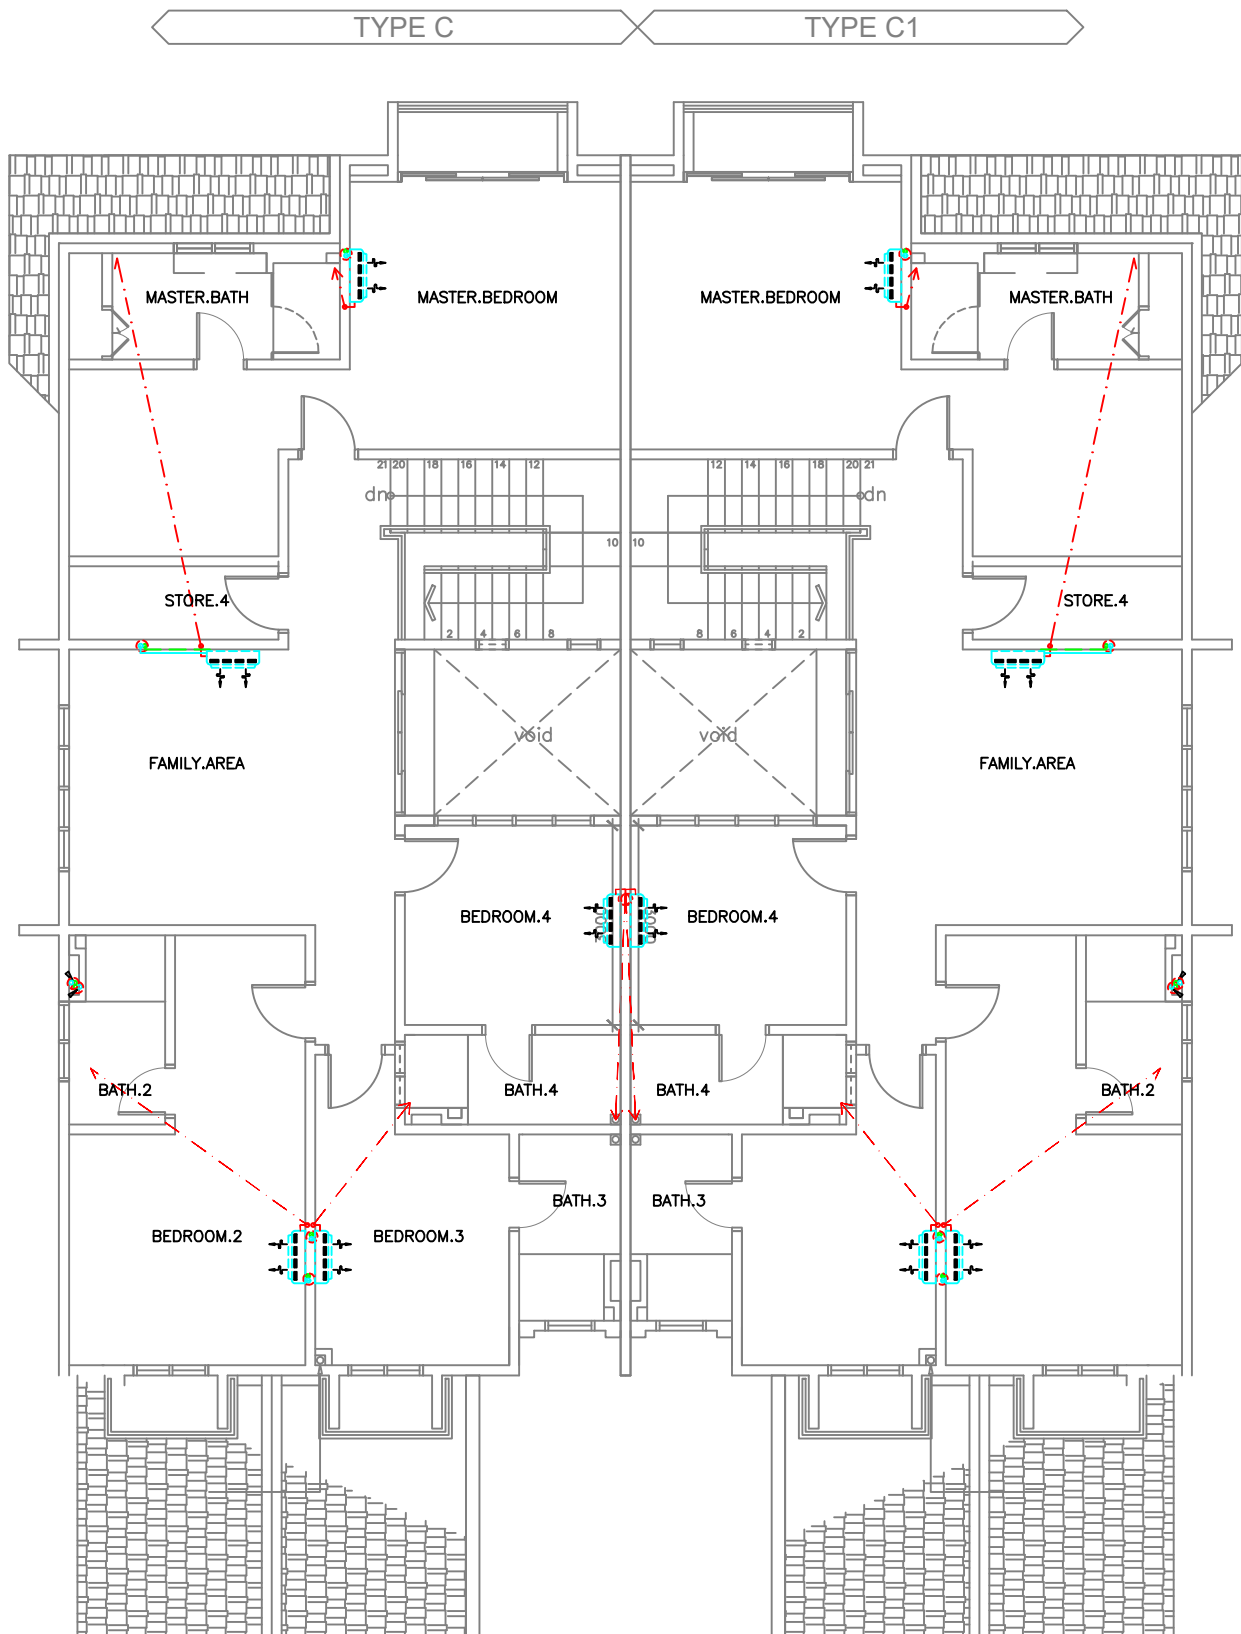 TYPE C TYPE C1
MASTER.BATH MASTER.BEDROOM MASTER.BEDROOM MASTER.BATH
21 20 18 16 14 12 12 14 16 18 20 21
dn dn
10 10
STORE.4 STORE.4
2 4 6 8 8 6 4 2
void void
FAMILY.AREA FAMILY.AREA
BEDROOM.4 BEDROOM.4
BATH.2 BATH.4 BATH.4 BATH.2
BATH.3 BATH.3
BEDROOM.2 BEDROOM.3